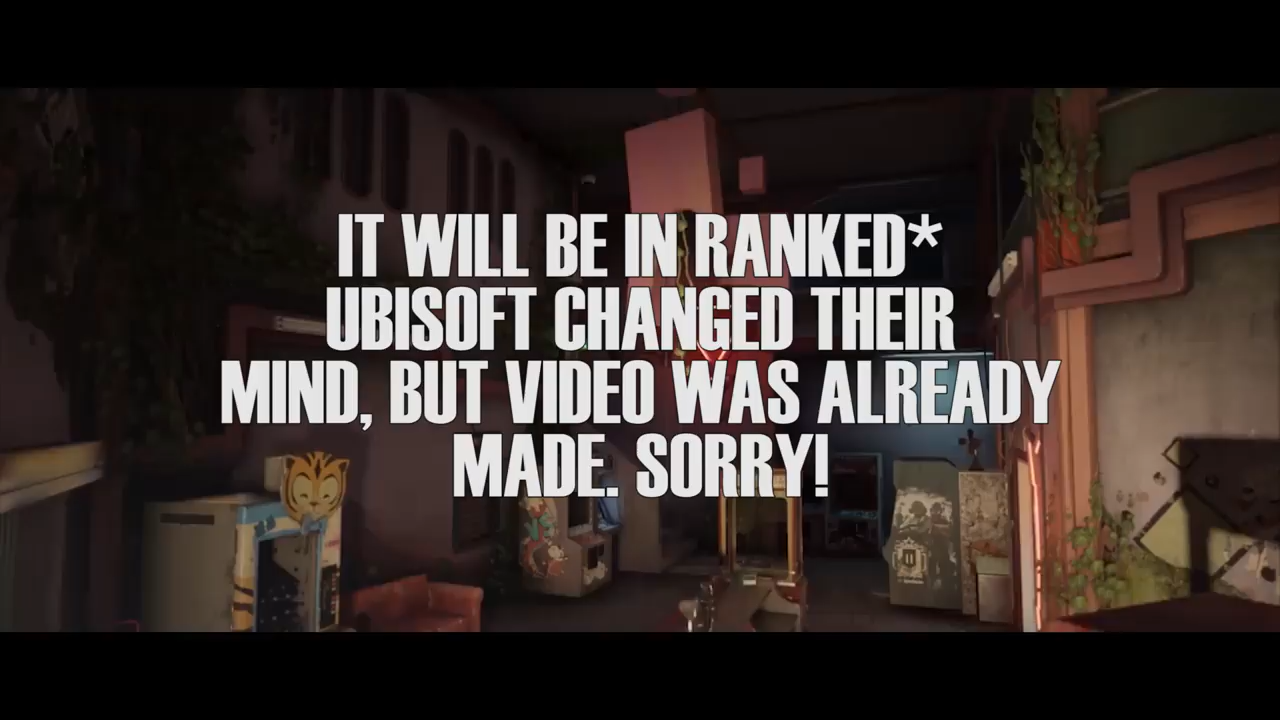 IT WILL BE IN RANKED*
UBISOFT CHANGED THEIR
MIND, BUT VIDEO WAS ALREADY
MADE. SORRY!